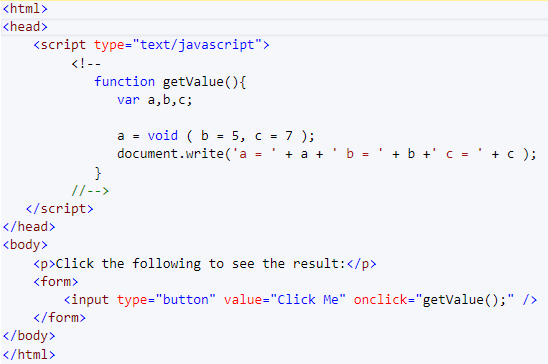 <html>
<head>
<script type="text/javascript">
<!--
function getValue(){
var a,b,c;
a = void ( b = 5, c = 7 );
document.write('a = ' + a + ' b = ' + b +' c = ' + c );
}
//-->
</script>
</head>
<body>
<p>Click the following to see the result:</p>
<form>
<input type="button" value="Click Me" onclick="getValue();" />
</form>
</body>
</html>